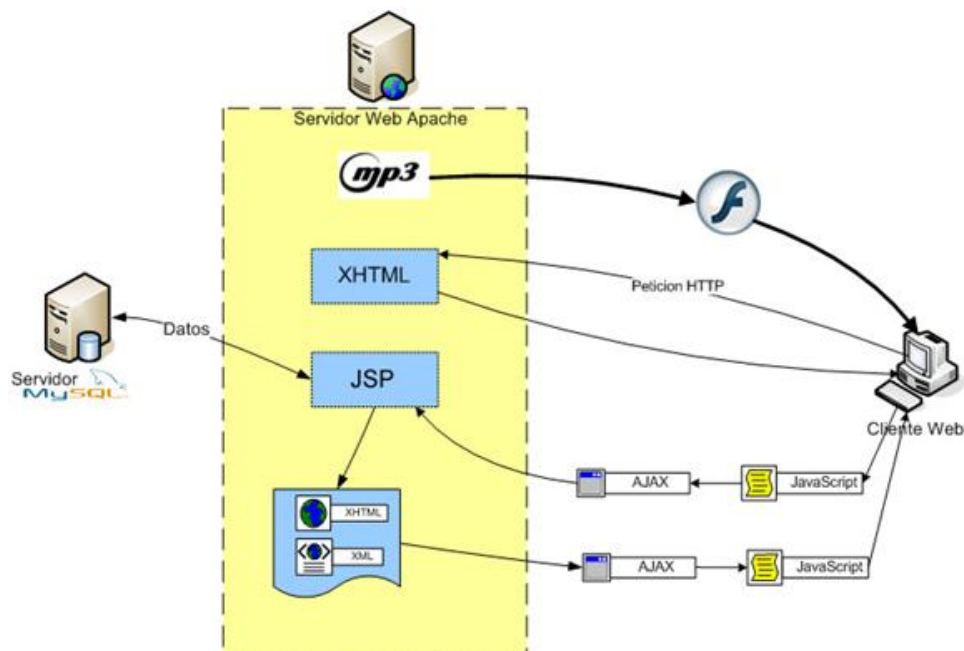 Servidor Web Apache
mp3
XHTML
Peticion HTTP
Datos
JSP
Servidor
MySQL
Cliente Web
AJAX
JavaScript
XHTML
XML
AJAX
JavaScript